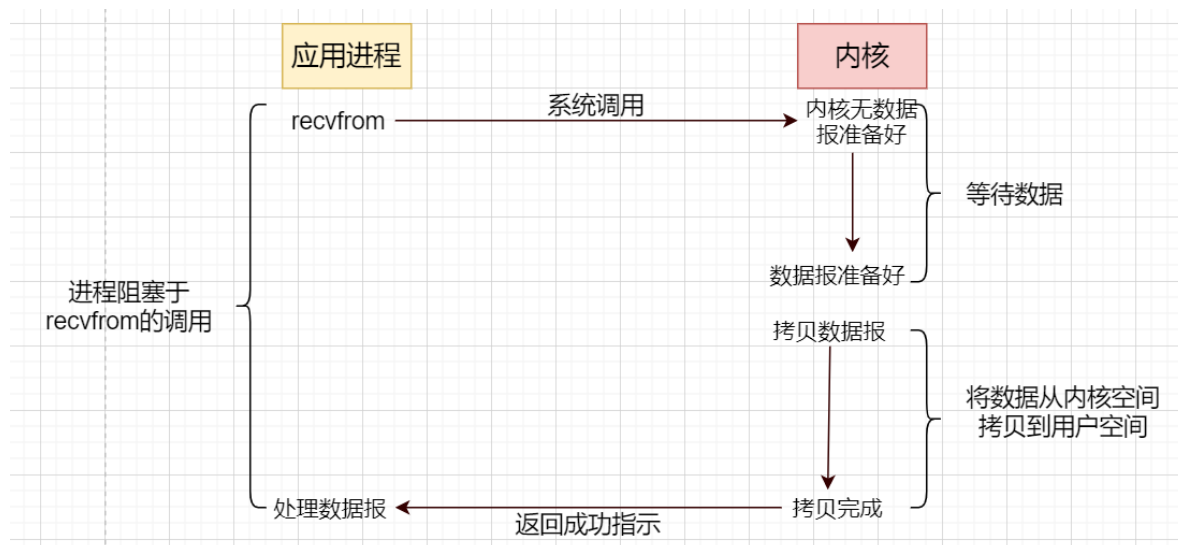 应用进程
内核
系统调用
recvfrom
内核无数据
报准备好
等待数据
数据报准备好
进程阻塞于
recvfrom的调用
拷贝数据报
将数据从内核空间
拷贝到用户空间
处理数据报
返回成功指示
拷贝完成